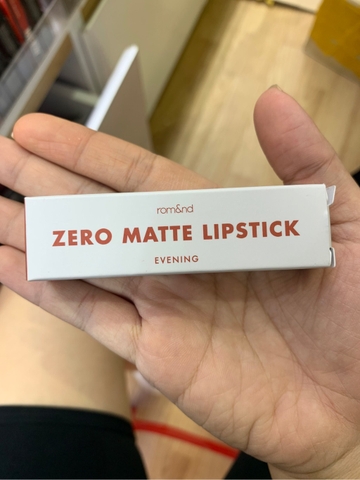 rom&nd
ZERO MATTE LIPSTICK
EVENING